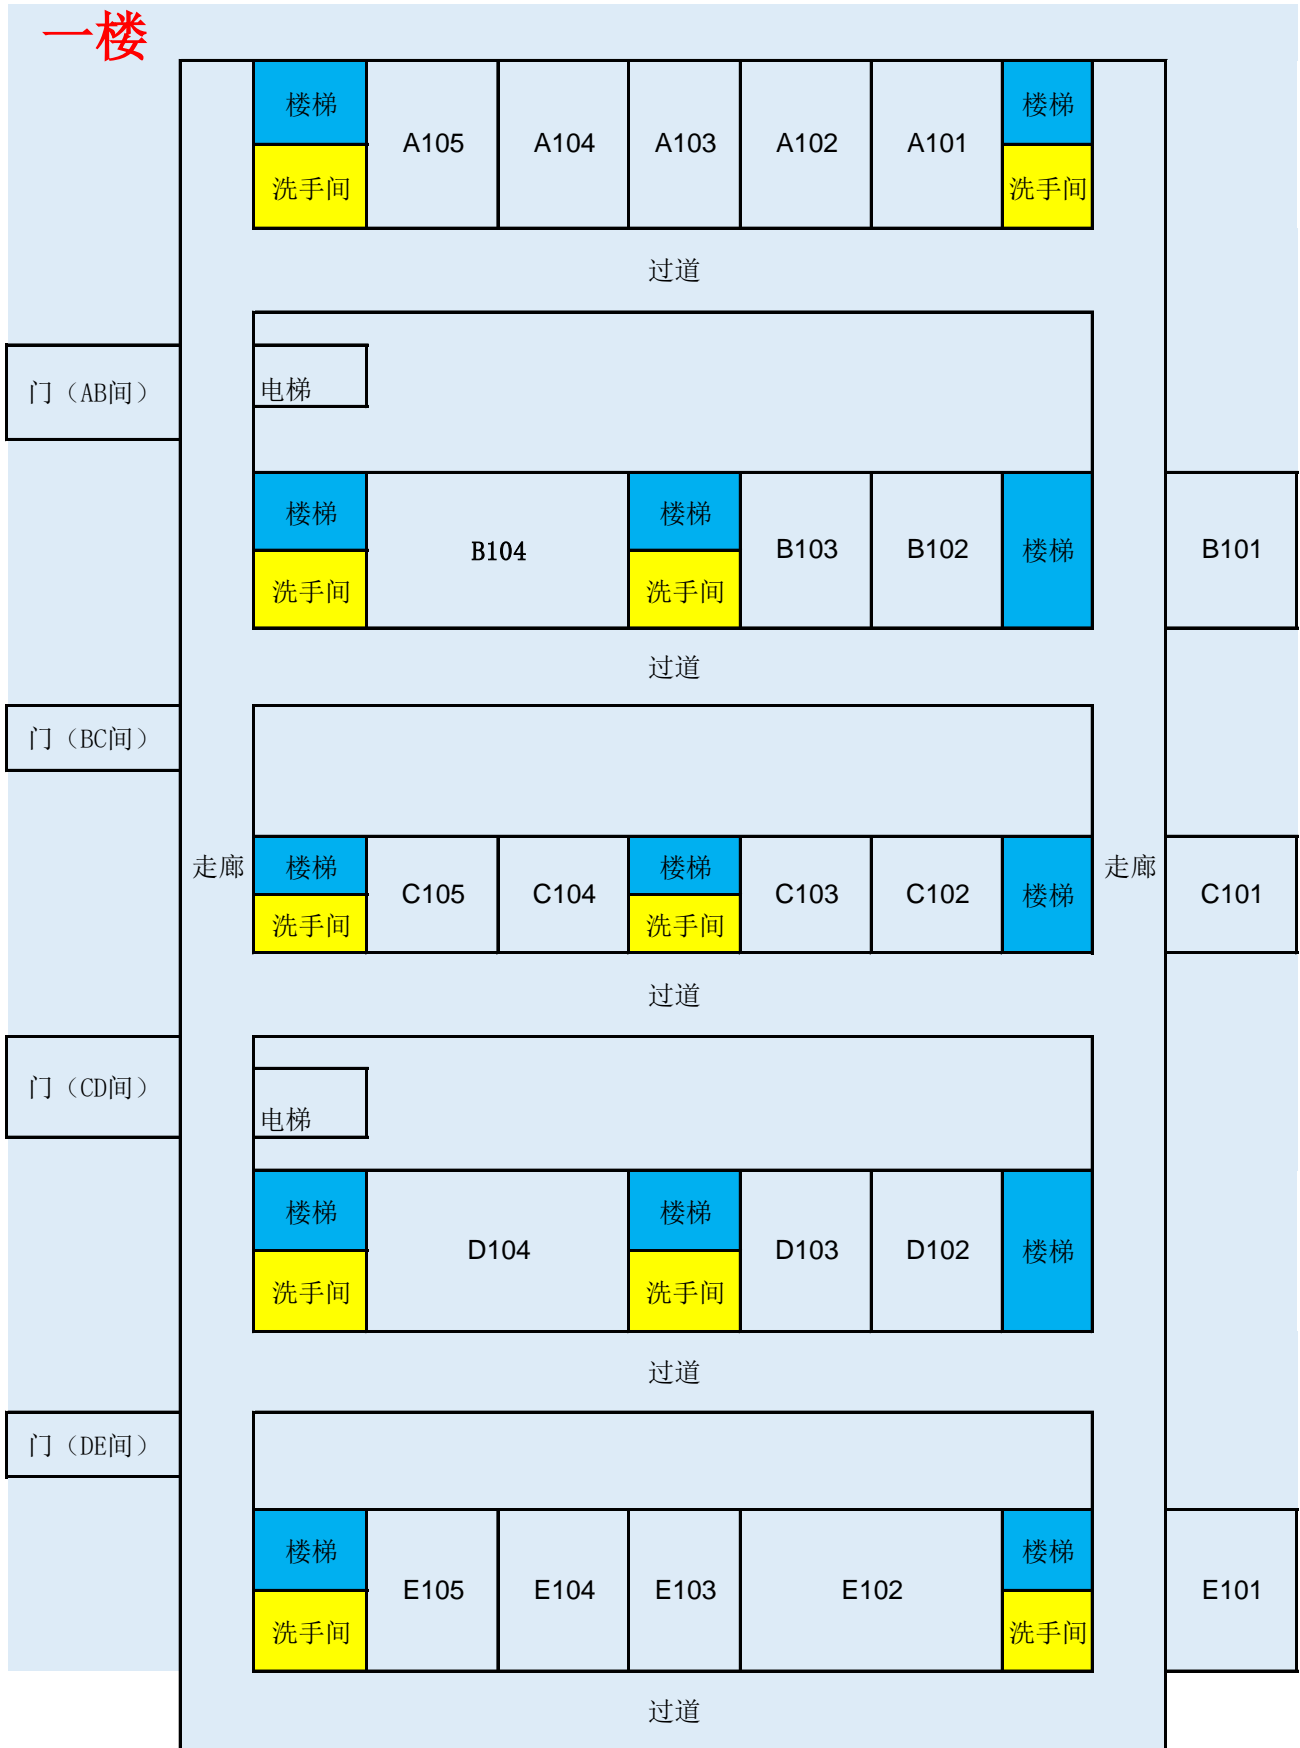 一楼
楼梯
A105
A104
A103
A102
A101
楼梯
洗手间
洗手间
过道
门（AB间）
电梯
楼梯
B104
楼梯
B103
B102
楼梯
B101
洗手间
洗手间
过道
门（BC间）
走廊
楼梯
C105
C104
楼梯
C103
C102
楼梯
走廊
C101
洗手间
洗手间
过道
门（CD间）
电梯
楼梯
D104
楼梯
D103
D102
楼梯
洗手间
洗手间
过道
门（DE间）
楼梯
E105
E104
E103
E102
楼梯
E101
洗手间
洗手间
过道